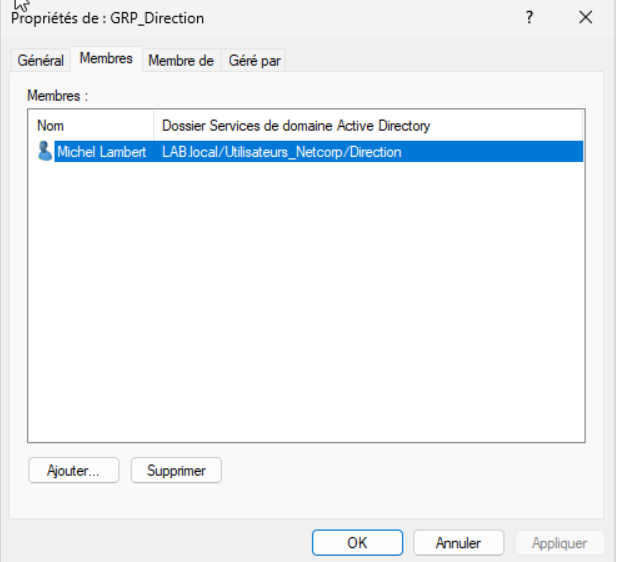 Propriétés de : GRP_Direction ?
Général Membres Membre de Géré par
Membres :
Nom Dossier Services de domaine Active Directory
Michel Lambert LAB.local/Utilisateurs_Netcorp/Direction
Ajouter... Supprimer
OK Annuler Appliquer